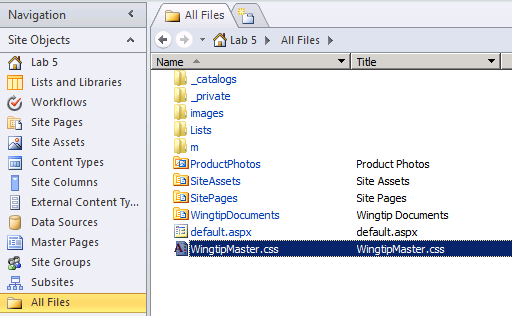 Navigation
Site Objects
Lab 5
Lists and Libraries
Workflows
Site Pages
Site Assets
Content Types
Site Columns
External Content Ty...
Data Sources
Master Pages
Site Groups
Subsites
All Files
All Files
Lab 5 All Files
Name Title
_catalogs
_private
images
Lists
m
ProductPhotos Product Photos
SiteAssets Site Assets
SitePages Site Pages
WingtipDocuments Wingtip Documents
default.aspx default.aspx
WingtipMaster.css WingtipMaster.css